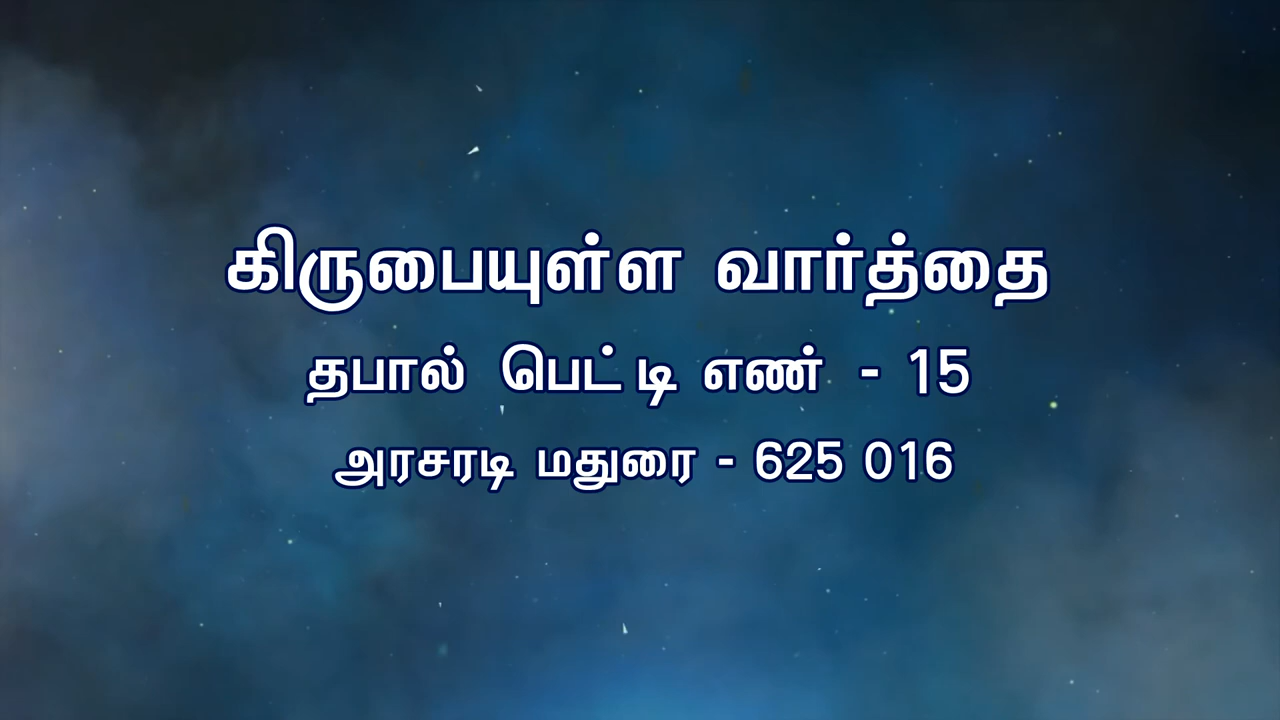 கிருபையுள்ள வார்த்தை
தபால் பெட்டி எண் - 15
அரசரடி மதுரை - 625 016